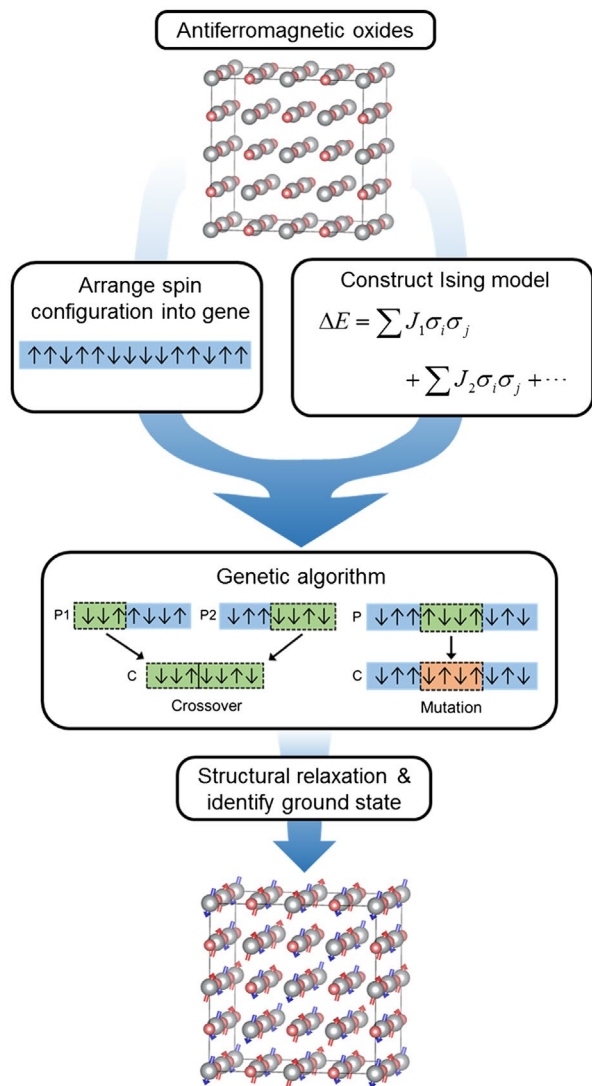 Antiferromagnetic oxides
Arrange spin
configuration into gene
↑↑↓↑↑↓↓↓↓↑↑↓↑↑
Construct Ising model
ΔE = ∑ J₁σᵢσⱼ
+ ∑ J₂σᵢσⱼ + ⋯
Genetic algorithm
P1 ↓↓↑↑↓↓↑
P2 ↓↑↑↓↓↑↓
C ↓↓↑↓↓↑↓
Crossover
P ↓↑↑↑↓↓↑↓↑↓
C ↓↑↑↓↑↓↑↓↑↓
Mutation
Structural relaxation &
identify ground state